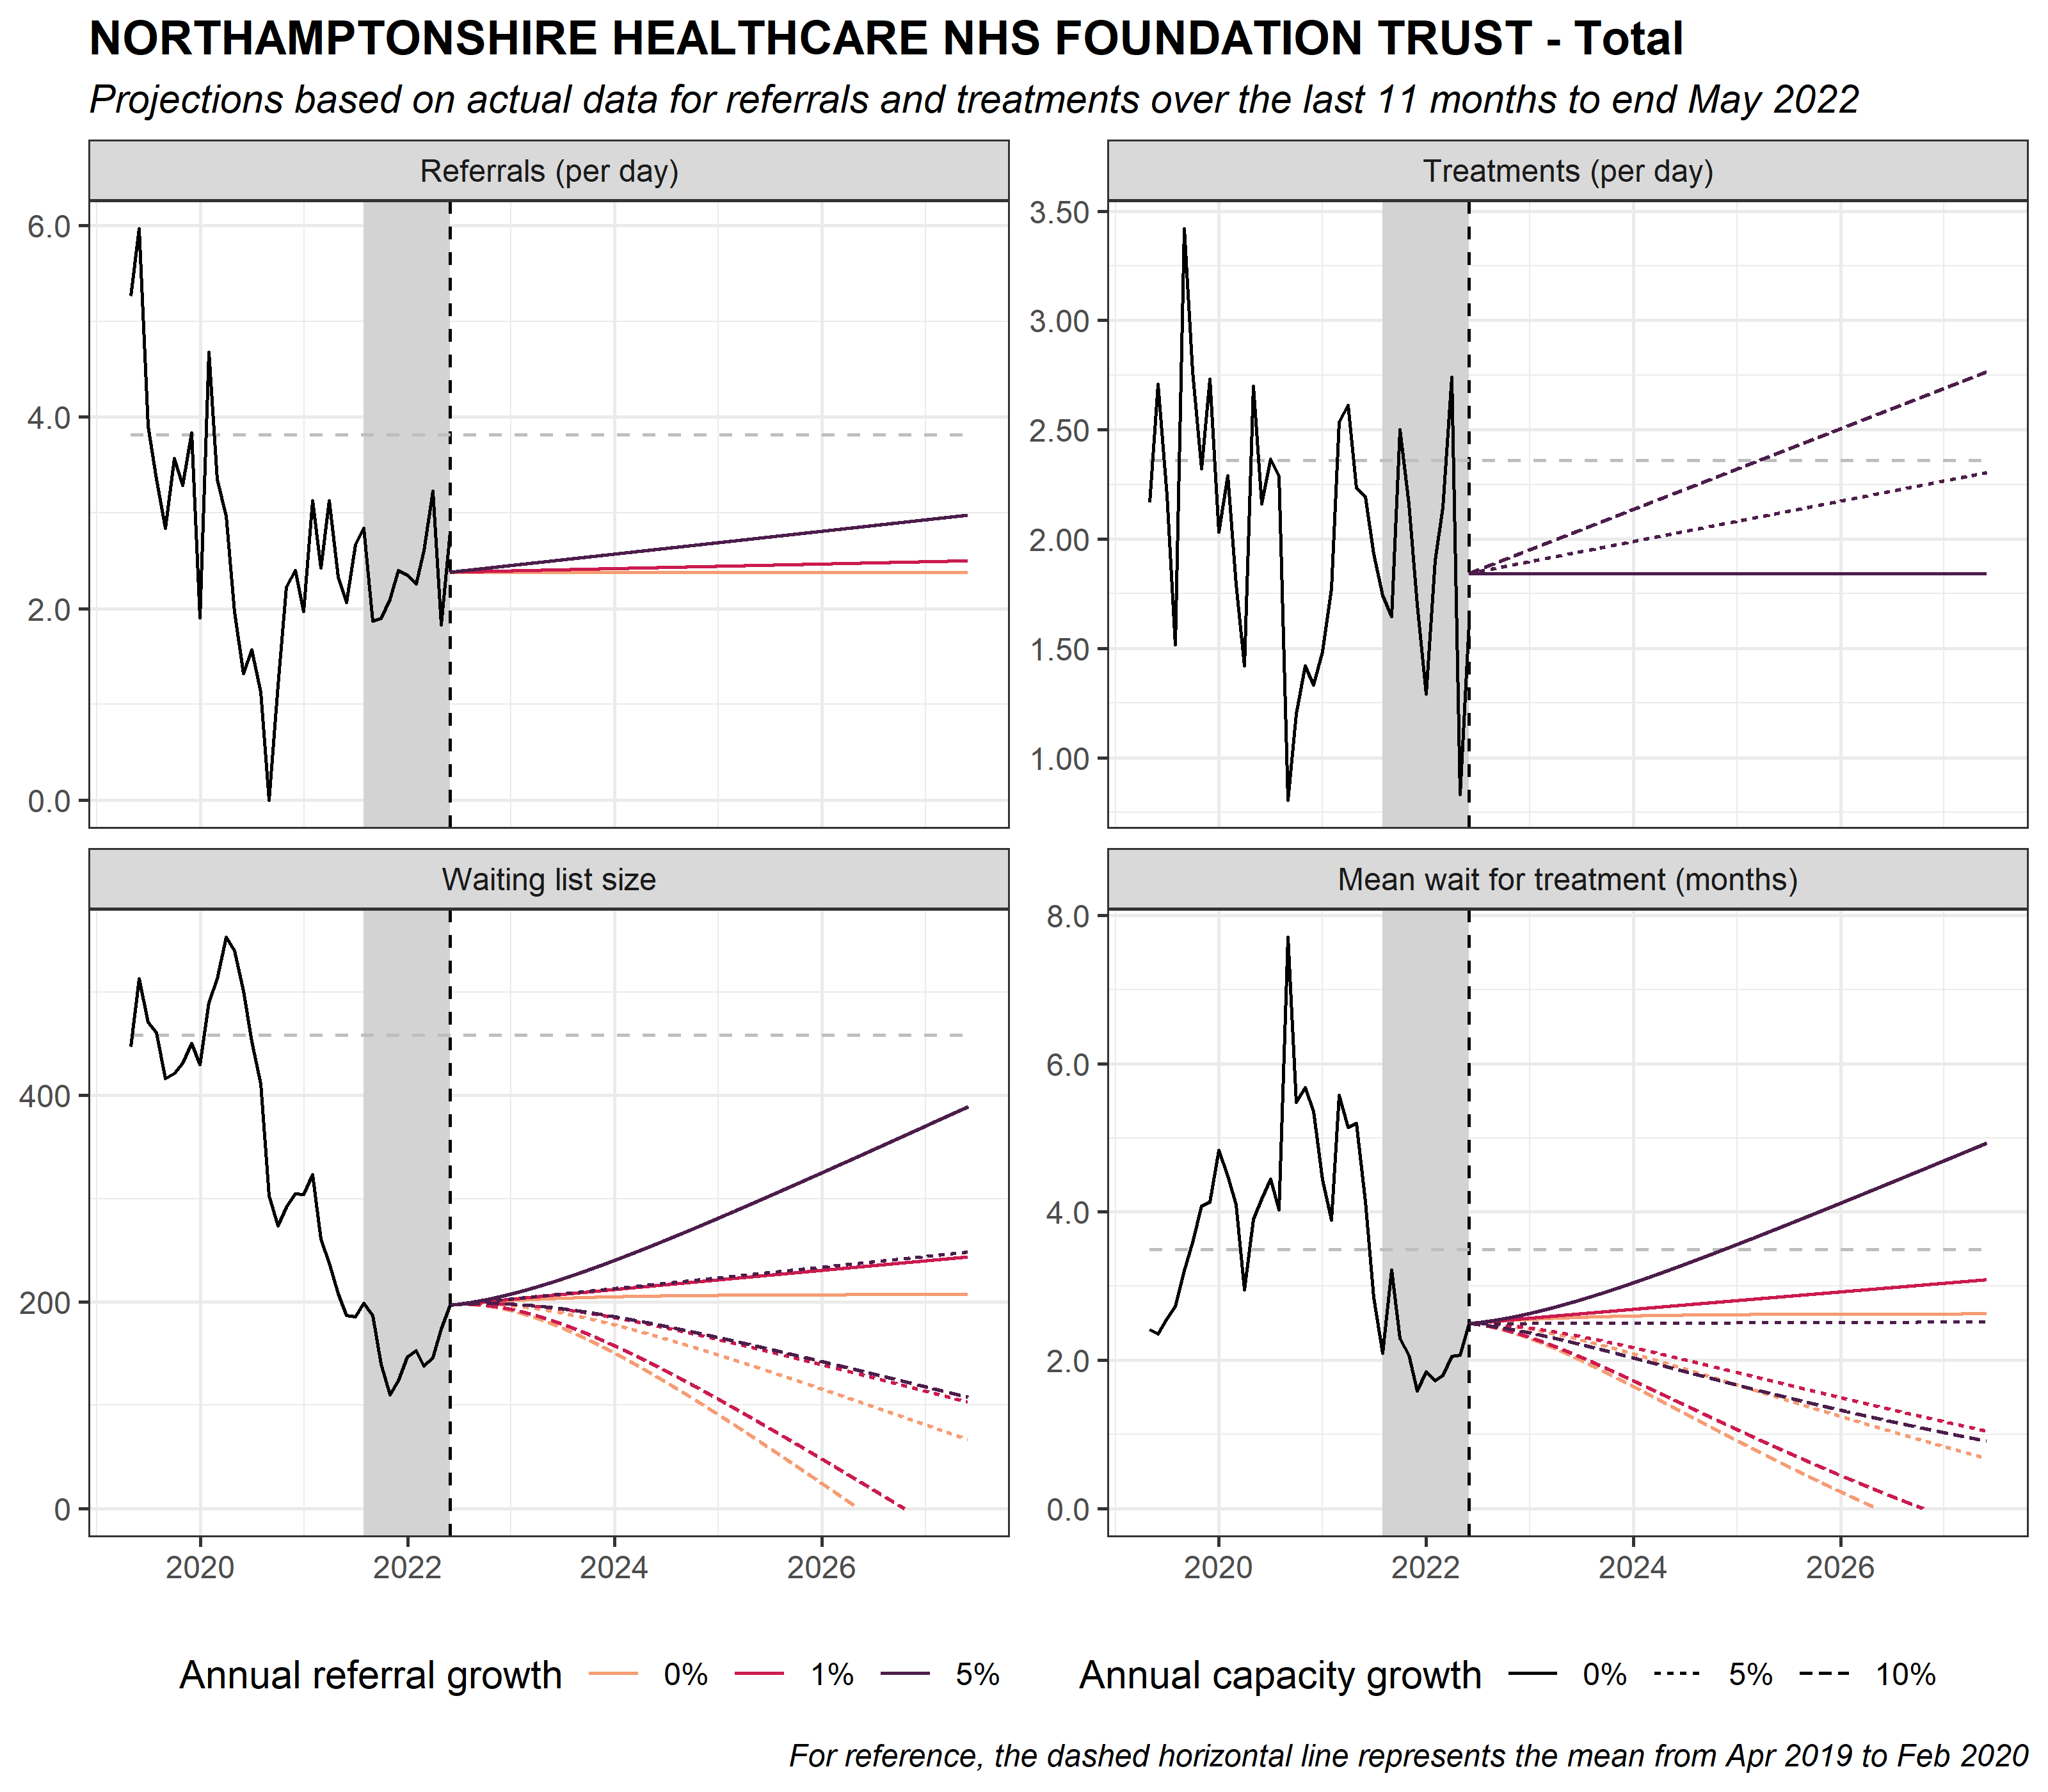 NORTHAMPTONSHIRE HEALTHCARE NHS FOUNDATION TRUST - Total
Projections based on actual data for referrals and treatments over the last 11 months to end May 2022
Referrals (per day)
6.0
4.0
2.0
0.0
Treatments (per day)
3.50
3.00
2.50
2.00
1.50
1.00
Waiting list size
400
200
0
2020 2022 2024 2026
Mean wait for treatment (months)
8.0
6.0
4.0
2.0
0.0
2020 2022 2024 2026
Annual referral growth 0% 1% 5%
Annual capacity growth 0% 5% 10%
For reference, the dashed horizontal line represents the mean from Apr 2019 to Feb 2020